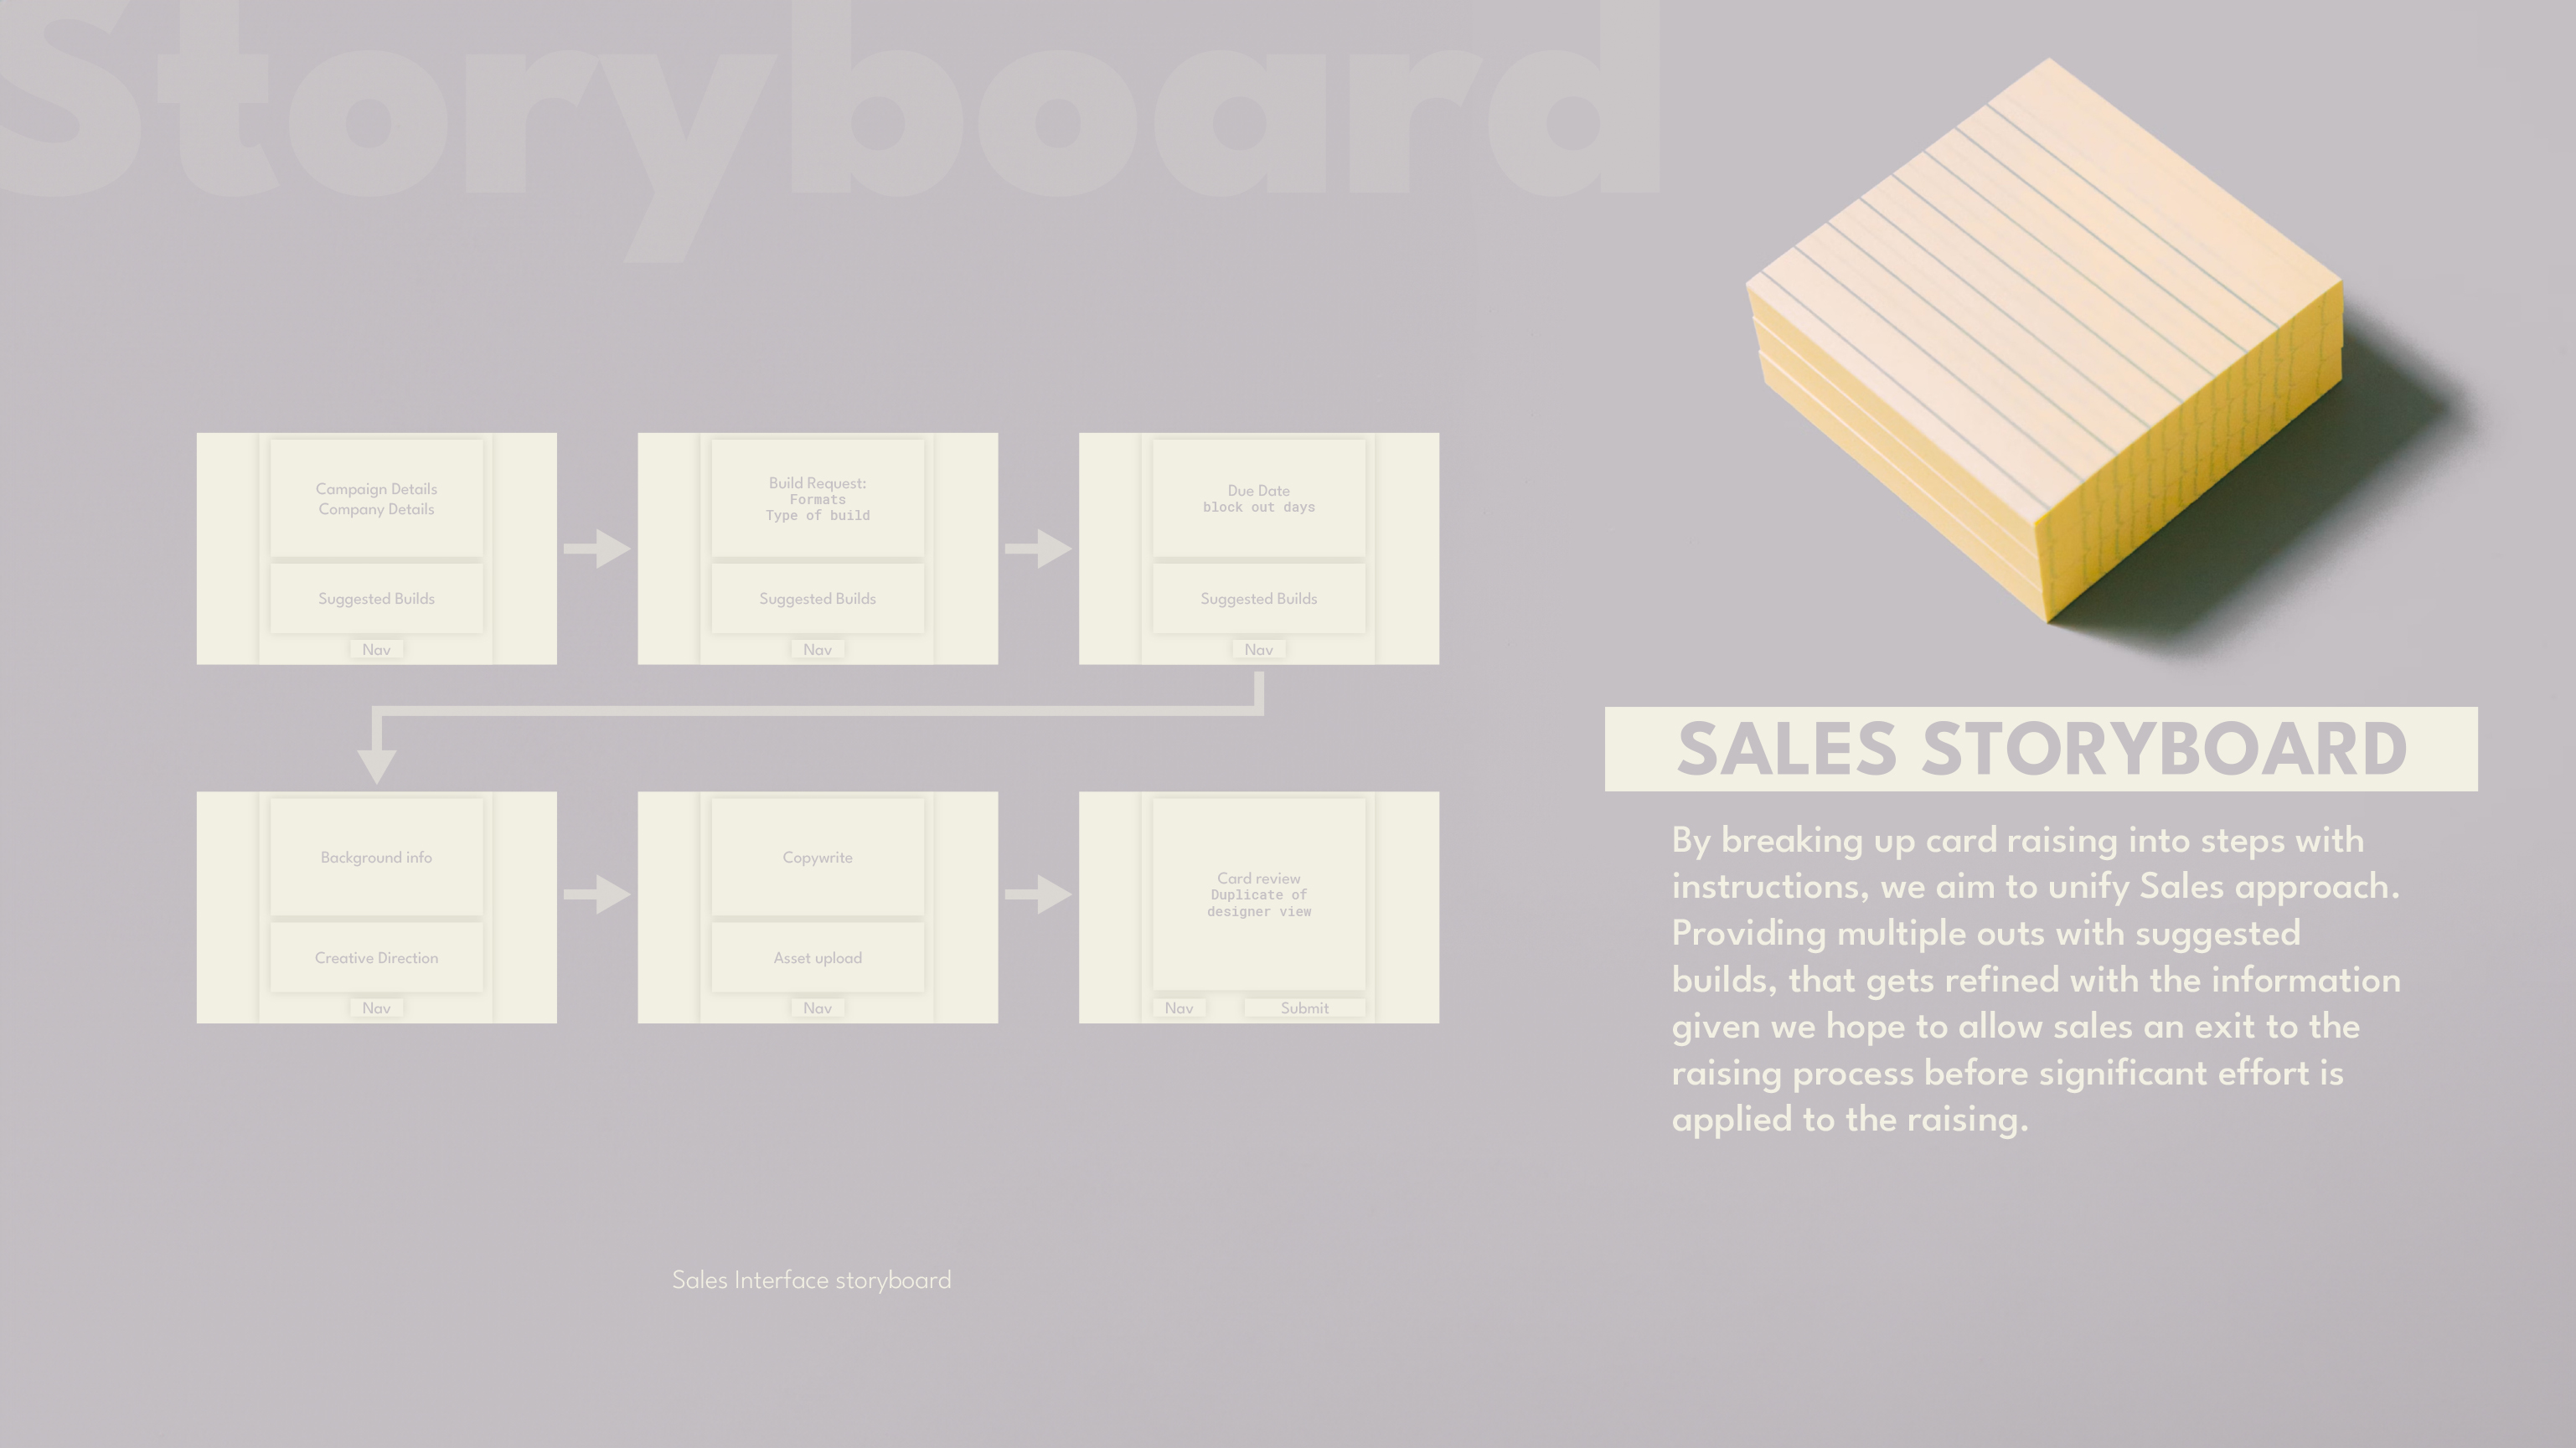 Storyboard
Campaign Details
Company Details
Suggested Builds
Nav
Build Request:
Formats
Type of build
Suggested Builds
Nav
Due Date
block out days
Suggested Builds
Nav
Background info
Creative Direction
Nav
Copywrite
Asset upload
Nav
Card review
Duplicate of
designer view
Nav
Submit
Sales Interface storyboard
SALES STORYBOARD
By breaking up card raising into steps with
instructions, we aim to unify Sales approach.
Providing multiple outs with suggested
builds, that gets refined with the information
given we hope to allow sales an exit to the
raising process before significant effort is
applied to the raising.